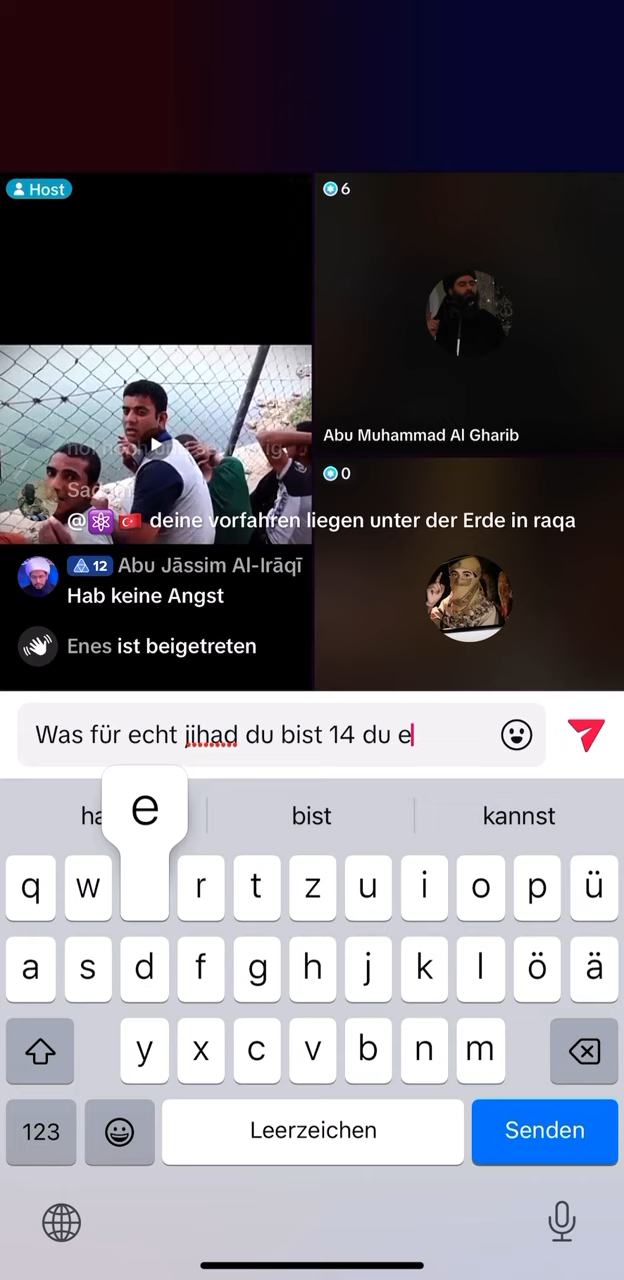 Host
6
Abu Muhammad Al Gharib
0
@ deine vorfahren liegen unter der Erde in raqa
12 Abu Jāssim Al-Irāqī
Hab keine Angst
Enes ist beigetreten
Was für echt jihad du bist 14 du e
e
bist
kannst
q w r t z u i o p ü
a s d f g h j k l ö ä
y x c v b n m
123
Leerzeichen
Senden